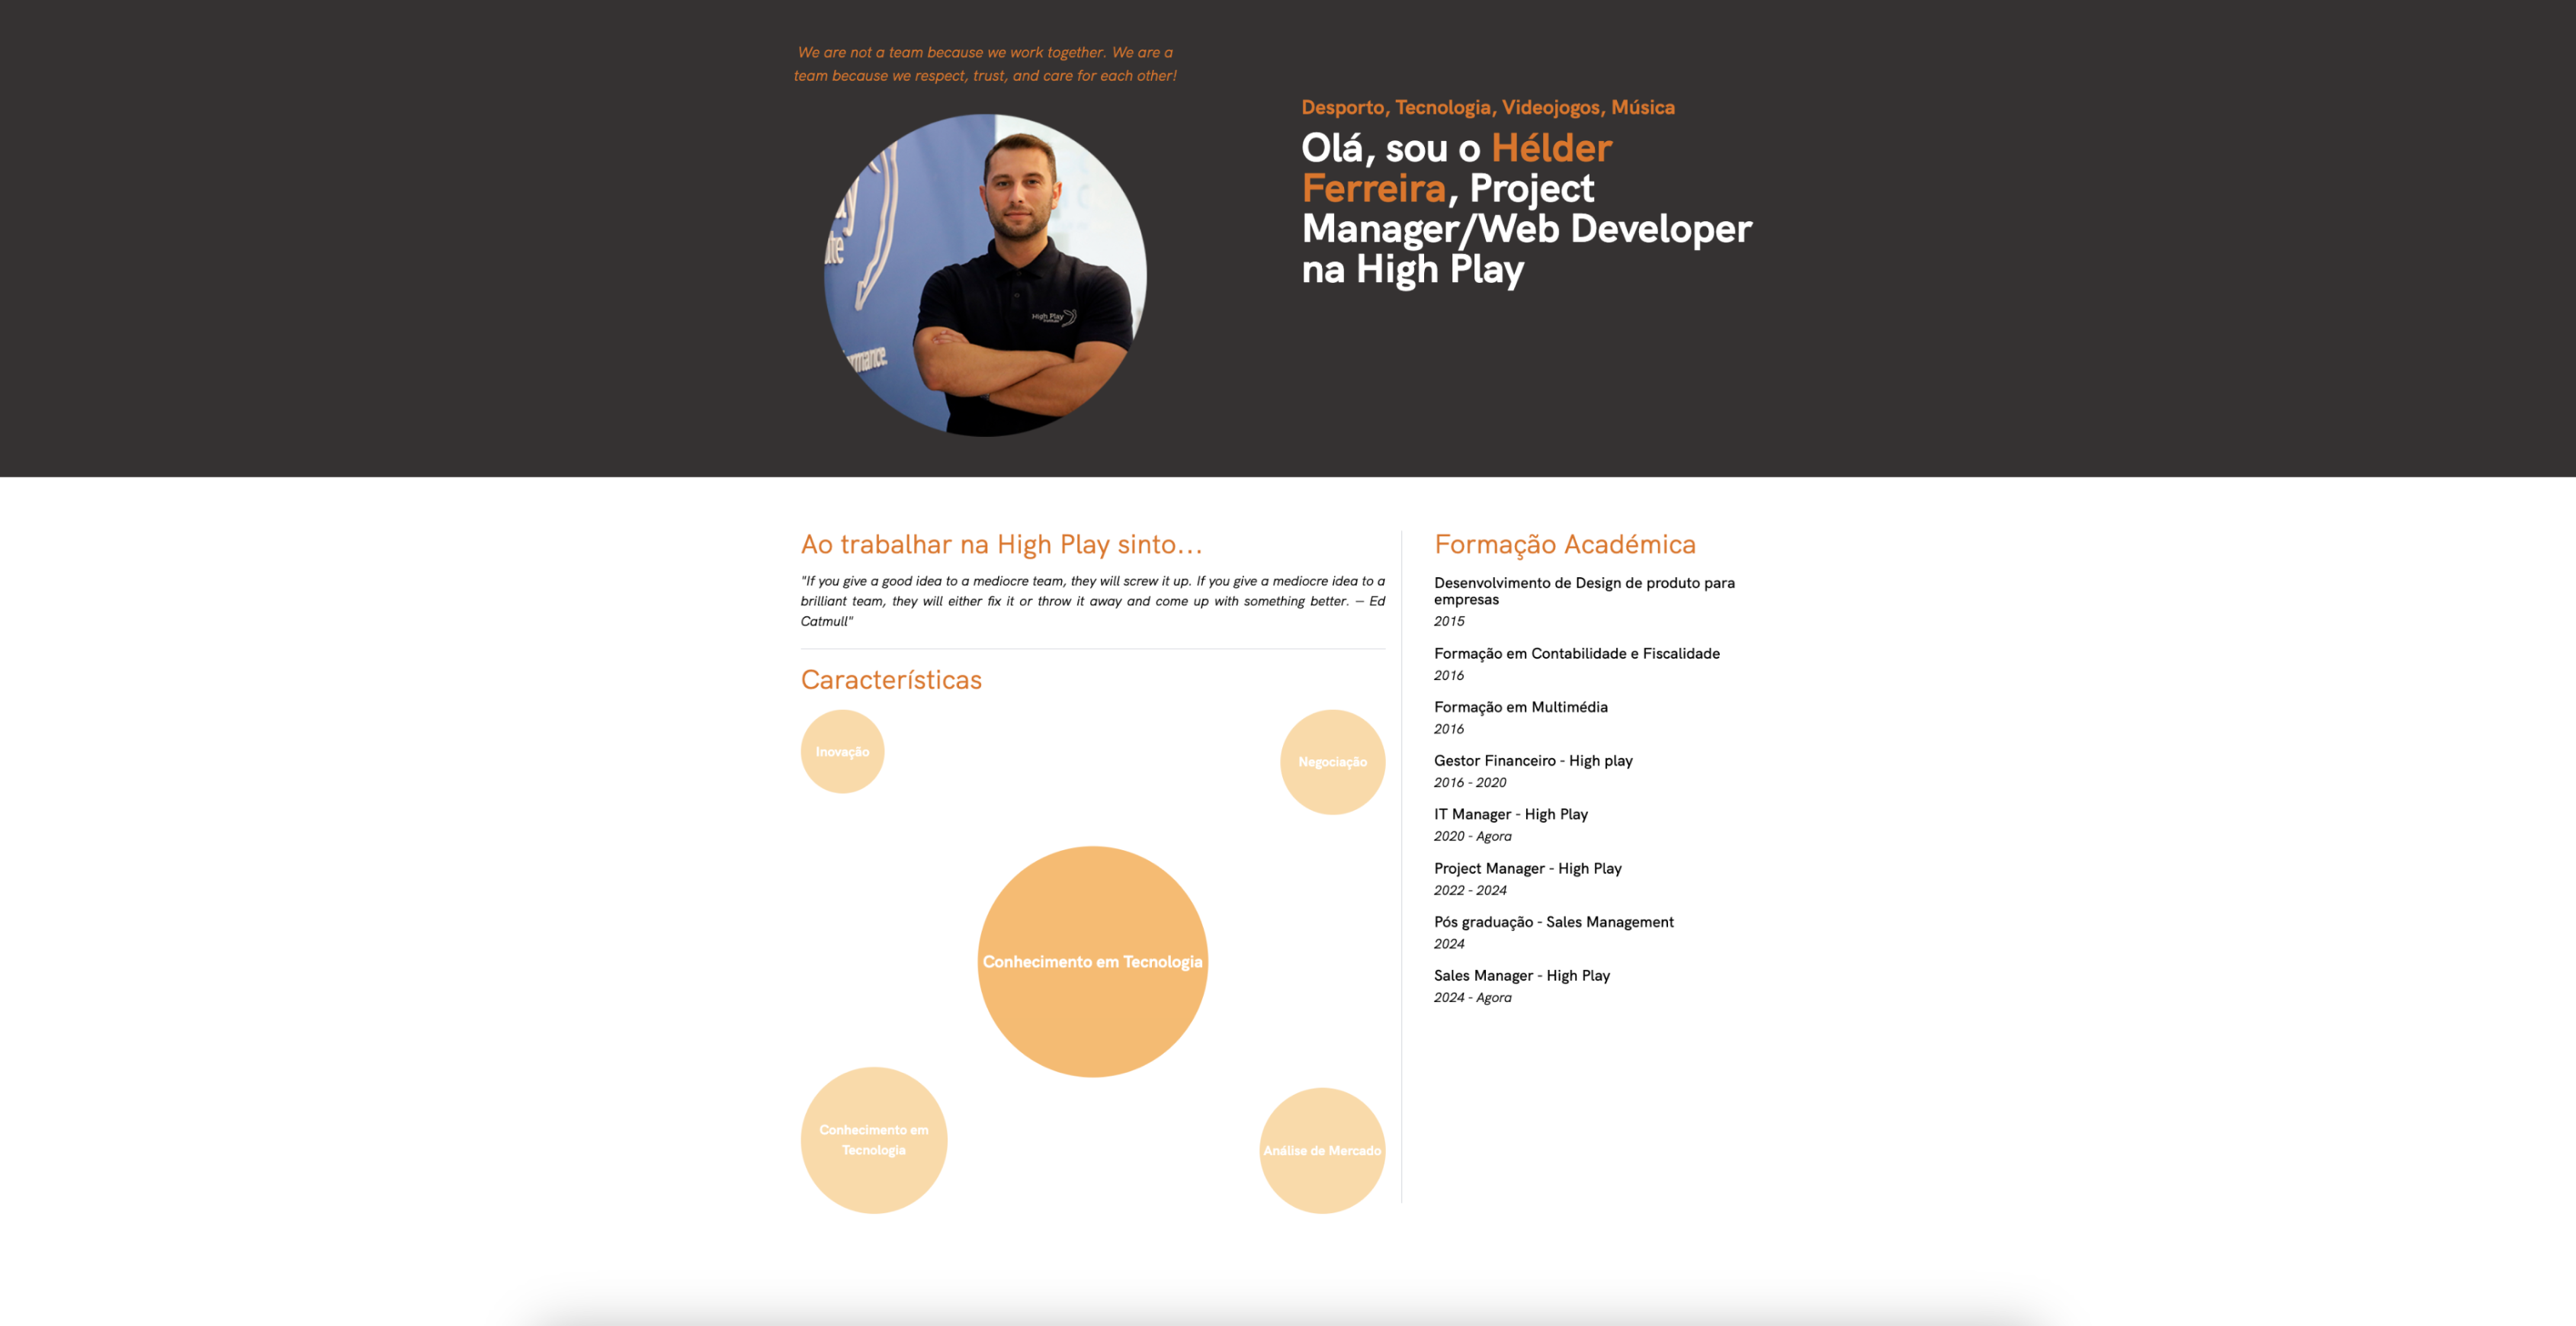 We are not a team because we work together. We are a
team because we respect, trust, and care for each other!
High Play
Desporto, Tecnologia, Videojogos, Música
Olá, sou o Hélder
Ferreira, Project
Manager/Web Developer
na High Play
Ao trabalhar na High Play sinto...
"If you give a good idea to a mediocre team, they will screw it up. If you give a mediocre idea to a
brilliant team, they will either fix it or throw it away and come up with something better. – Ed
Catmull"
Características
Inovação
Negociação
Conhecimento em Tecnologia
Conhecimento em
Tecnologia
Análise de Mercado
Formação Académica
Desenvolvimento de Design de produto para
empresas
2015
Formação em Contabilidade e Fiscalidade
2016
Formação em Multimédia
2016
Gestor Financeiro - High play
2016 - 2020
IT Manager - High Play
2020 - Agora
Project Manager - High Play
2022 - 2024
Pós graduação - Sales Management
2024
Sales Manager - High Play
2024 - Agora